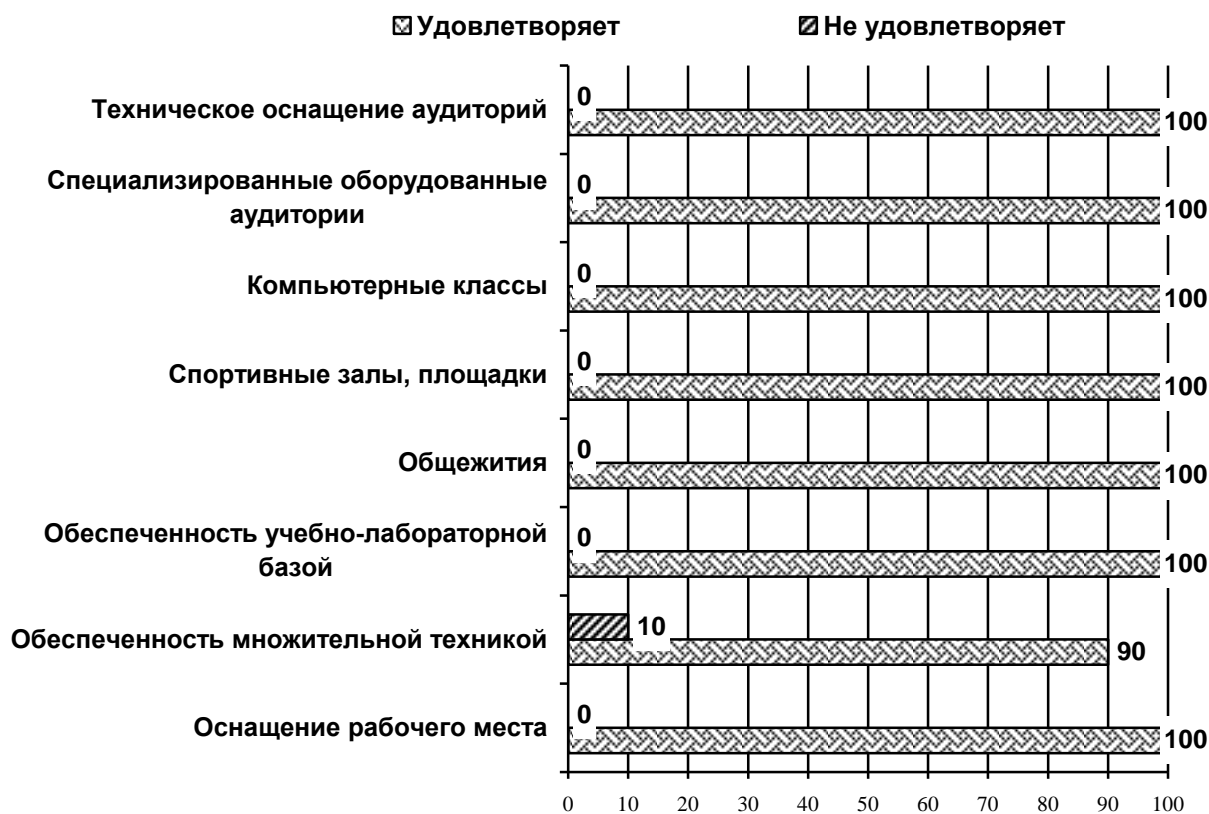 Удовлетворяет Не удовлетворяет
Техническое оснащение аудиторий
0
100
Специализированные оборудованные
аудитории
0
100
Компьютерные классы
0
100
Спортивные залы, площадки
0
100
Общежития
0
100
Обеспеченность учебно-лабораторной
базой
0
100
Обеспеченность множительной техникой
10
90
Оснащение рабочего места
0
100
0 10 20 30 40 50 60 70 80 90 100